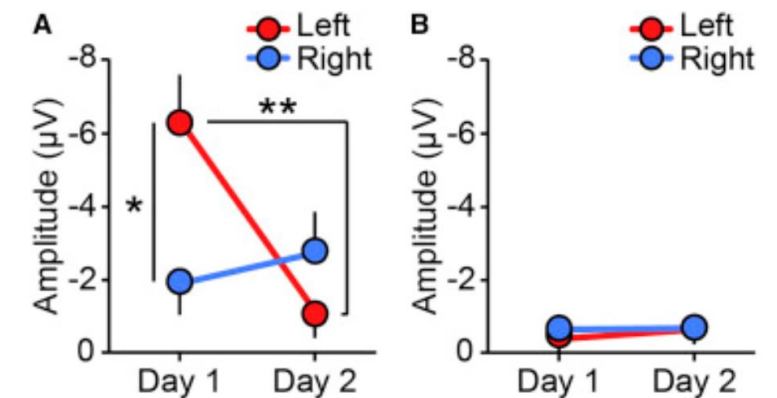 A
Left
Right
Amplitude (µV)
-8
-6
-4
-2
0
**
*
Day 1
Day 2
B
Left
Right
Amplitude (µV)
-8
-6
-4
-2
0
Day 1
Day 2